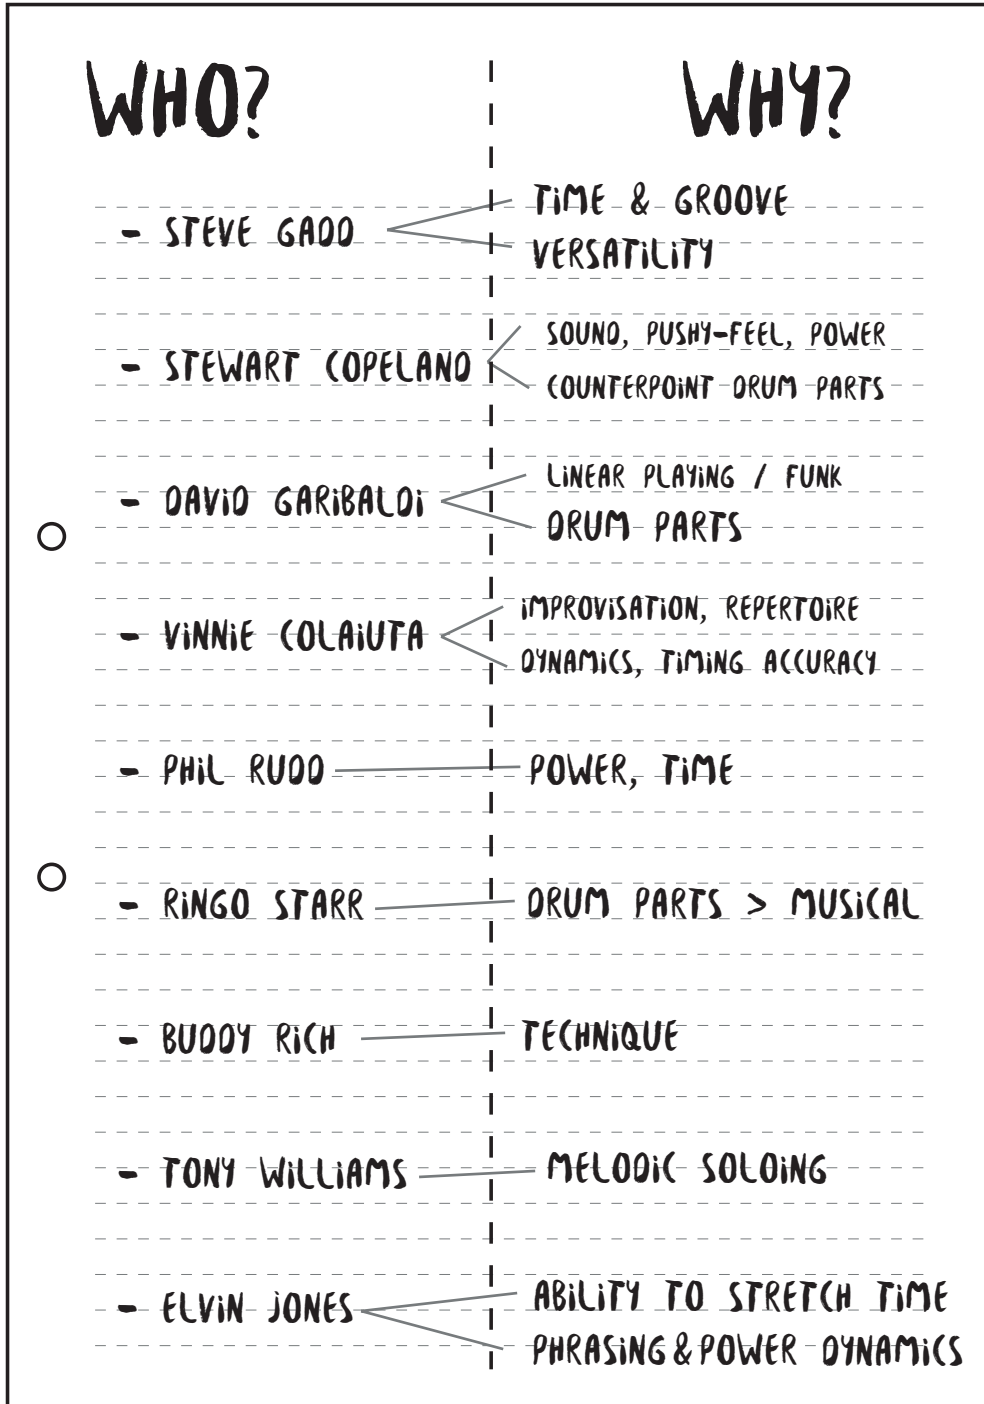 WHO?
WHY?
- STEVE GADD
TiME & GROOVE
VERSATiLiTY
- STEWART COPELAND
SOUND, PUSHY-FEEL, POWER
COUNTERPOiNT DRUM PARTS
- DAViD GARiBALDi
LiNEAR PLAYiNG / FUNK
DRUM PARTS
- ViNNiE COLAiUTA
iMPROViSATiON, REPERTOiRE
DYNAMiCS, TiMiNG ACCURACY
- PHiL RUDD
POWER, TiME
- RiNGO STARR
DRUM PARTS > MUSiCAL
- BUDDY RiCH
TECHNiQUE
- TONY WiLLiAMS
MELODiC SOLOiNG
- ELViN JONES
ABiLiTY TO STRETCH TiME
PHRASiNG & POWER DYNAMiCS